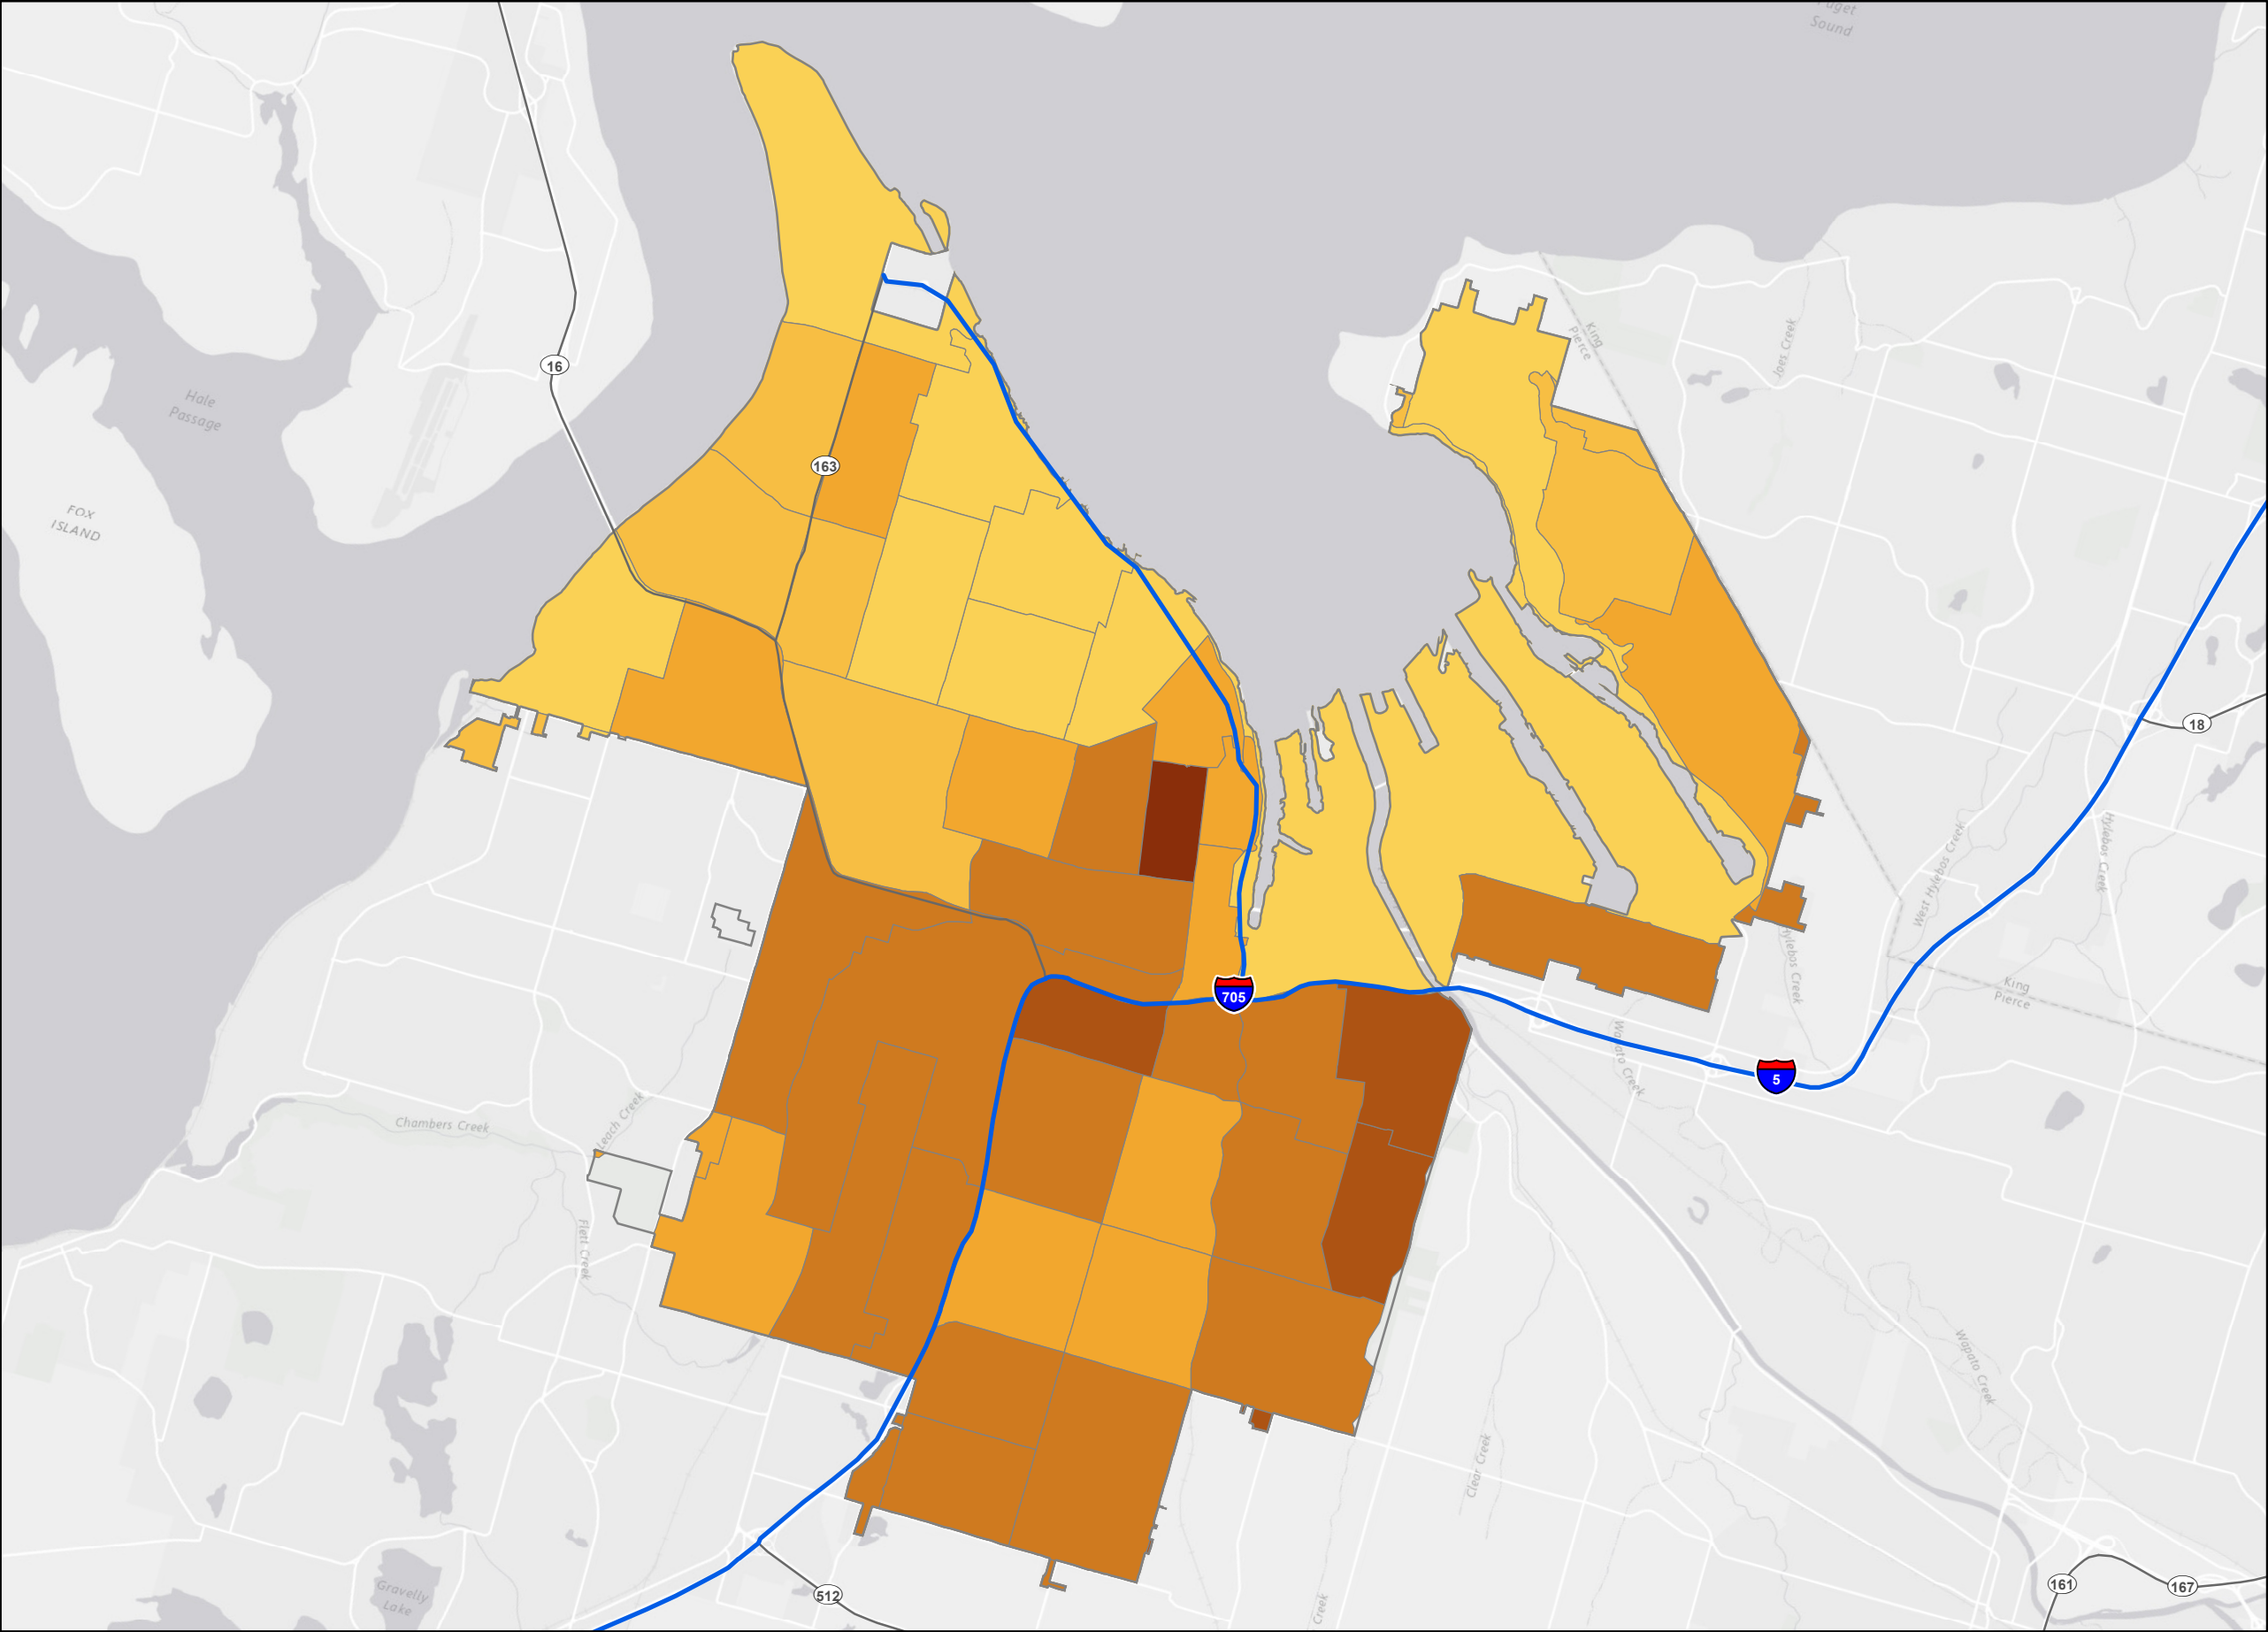 Puget
Sound
King
Pierce
Joes Creek
16
Hale
Passage
163
FOX
ISLAND
18
Hylebos Creek
West Hylebos Creek
Hylebos Creek
705
King
Pierce
Wapato Creek
5
Leach Creek
Chambers Creek
Flett Creek
Wapato Creek
Clear Creek
Gravelly
Lake
512
Creek
161
167